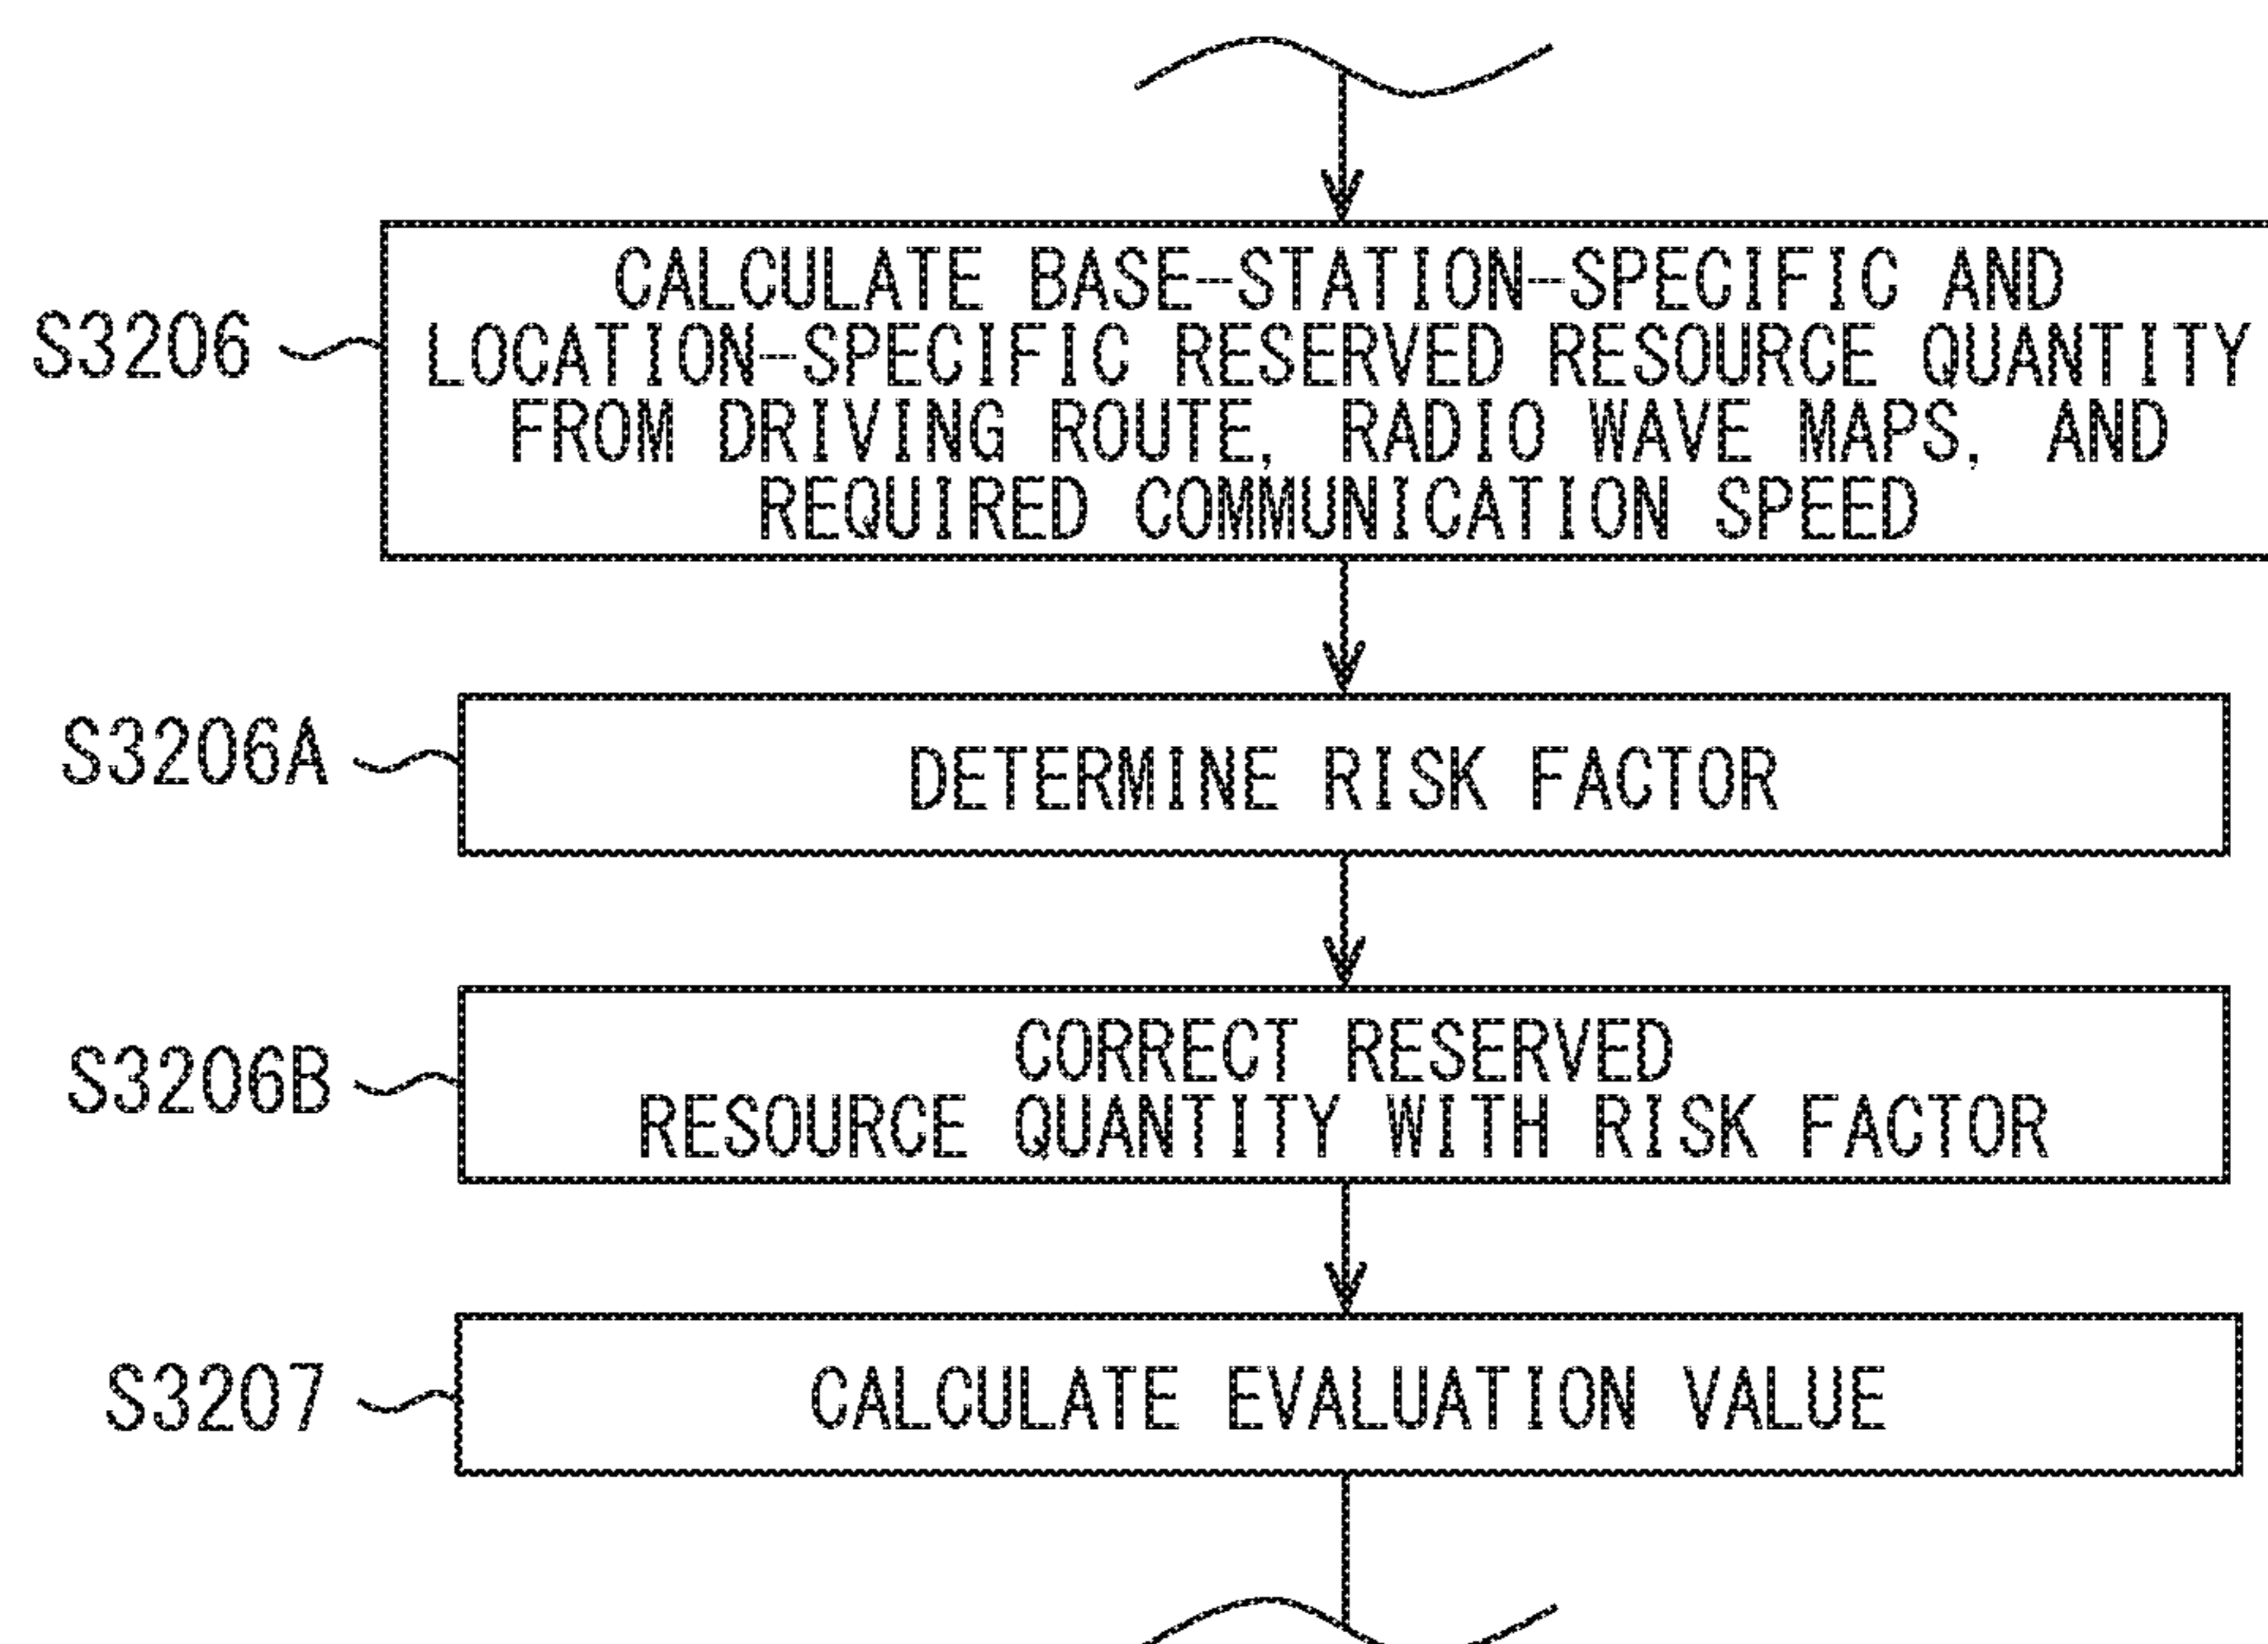 S3206
CALCULATE BASE-STATION-SPECIFIC AND
LOCATION-SPECIFIC RESERVED RESOURCE QUANTITY
FROM DRIVING ROUTE, RADIO WAVE MAPS, AND
REQUIRED COMMUNICATION SPEED
S3206A
DETERMINE RISK FACTOR
S3206B
CORRECT RESERVED
RESOURCE QUANTITY WITH RISK FACTOR
S3207
CALCULATE EVALUATION VALUE